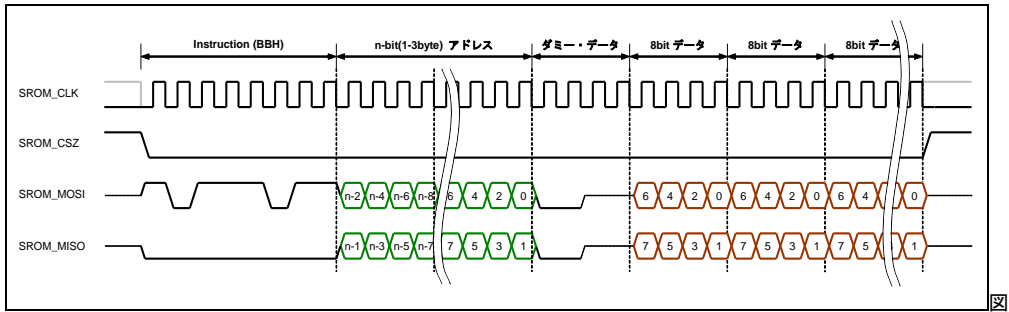 Instruction (BBH) n-bit(1-3byte) アドレス ダミー・データ 8bit データ 8bit データ 8bit データ
SROM_CLK
SROM_CSZ
SROM_MOSI n-2 n-4 n-6 n-8 6 4 2 0 6 4 2 0 6 4 2 0 6 4 0
SROM_MISO n-1 n-3 n-5 n-7 7 5 3 1 7 5 3 1 7 5 3 1 7 5 1
図